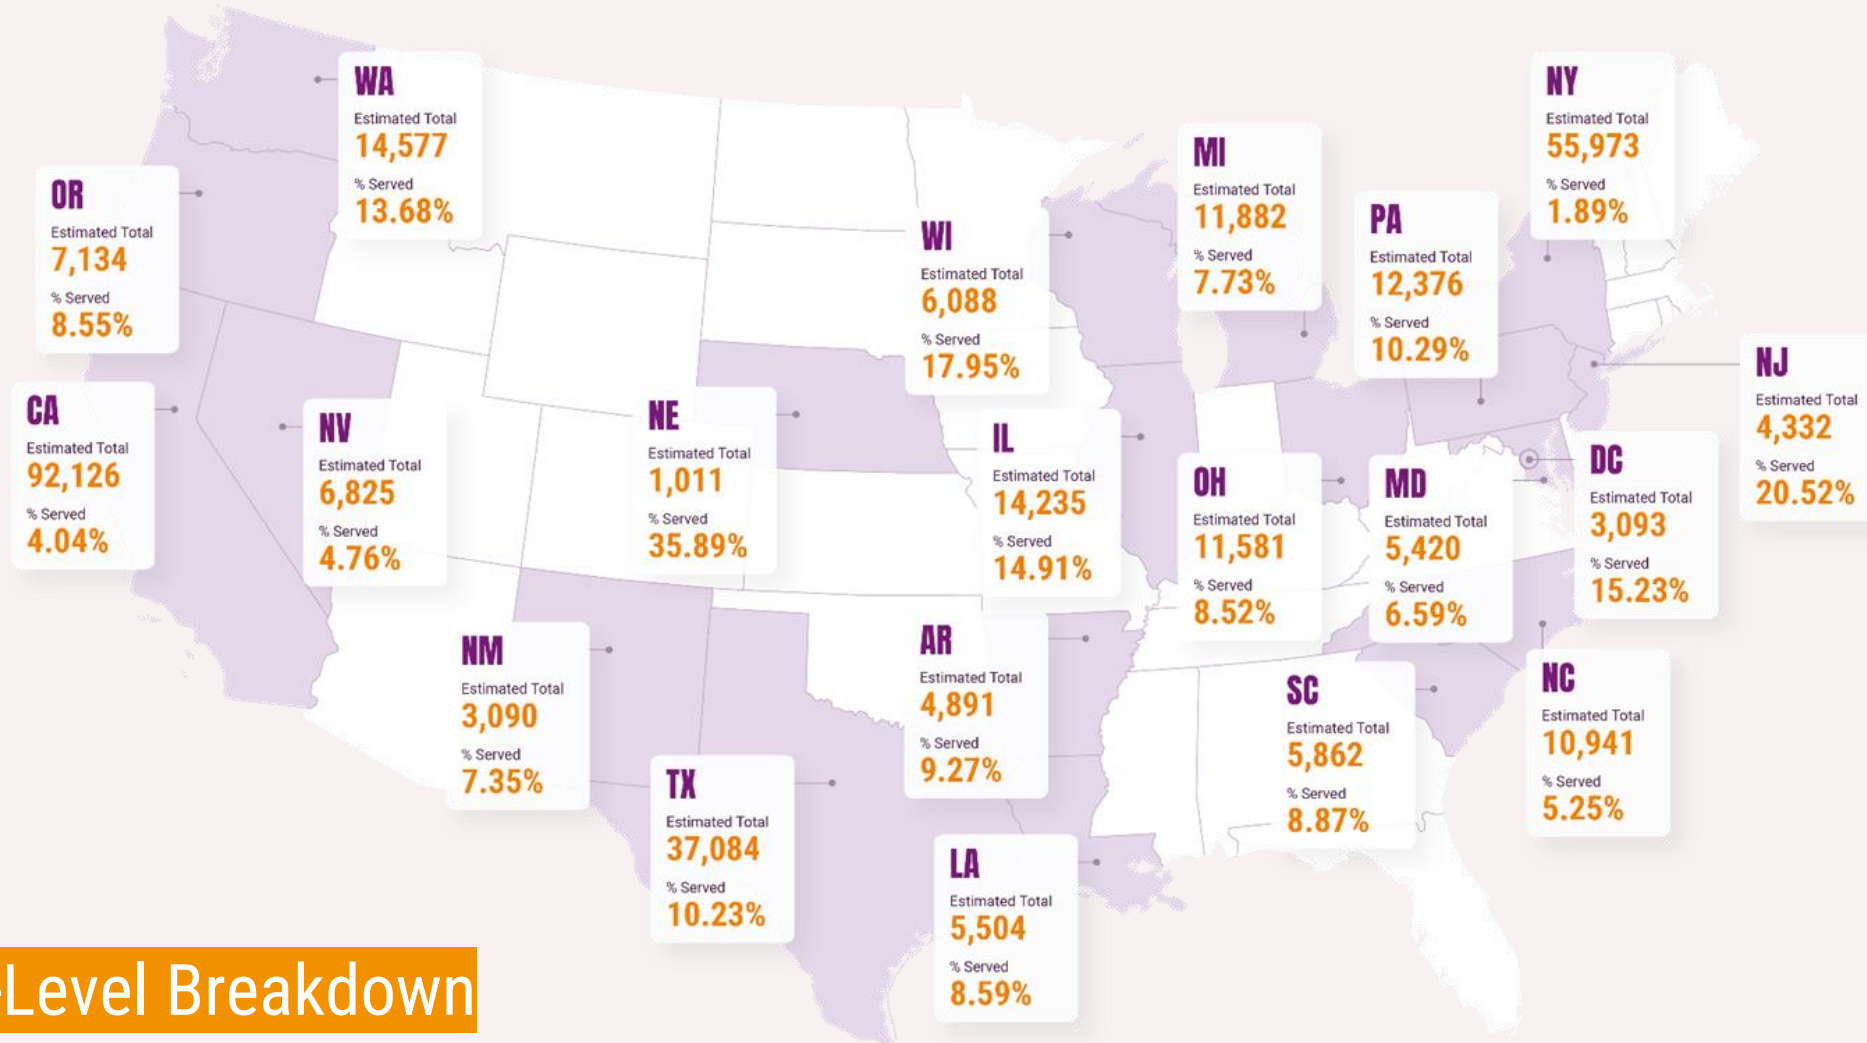 WA
Estimated Total
14,577
% Served
13.68%
NY
Estimated Total
55,973
% Served
1.89%
MI
Estimated Total
11,882
% Served
7.73%
OR
Estimated Total
7,134
% Served
8.55%
PA
Estimated Total
12,376
% Served
10.29%
WI
Estimated Total
6,088
% Served
17.95%
NJ
Estimated Total
4,332
% Served
20.52%
CA
Estimated Total
92,126
% Served
4.04%
NV
Estimated Total
6,825
% Served
4.76%
NE
Estimated Total
1,011
% Served
35.89%
IL
Estimated Total
14,235
% Served
14.91%
OH
Estimated Total
11,581
% Served
8.52%
MD
Estimated Total
5,420
% Served
6.59%
DC
Estimated Total
3,093
% Served
15.23%
NM
Estimated Total
3,090
% Served
7.35%
AR
Estimated Total
4,891
% Served
9.27%
SC
Estimated Total
5,862
% Served
8.87%
NC
Estimated Total
10,941
% Served
5.25%
TX
Estimated Total
37,084
% Served
10.23%
LA
Estimated Total
5,504
% Served
8.59%
-Level Breakdown